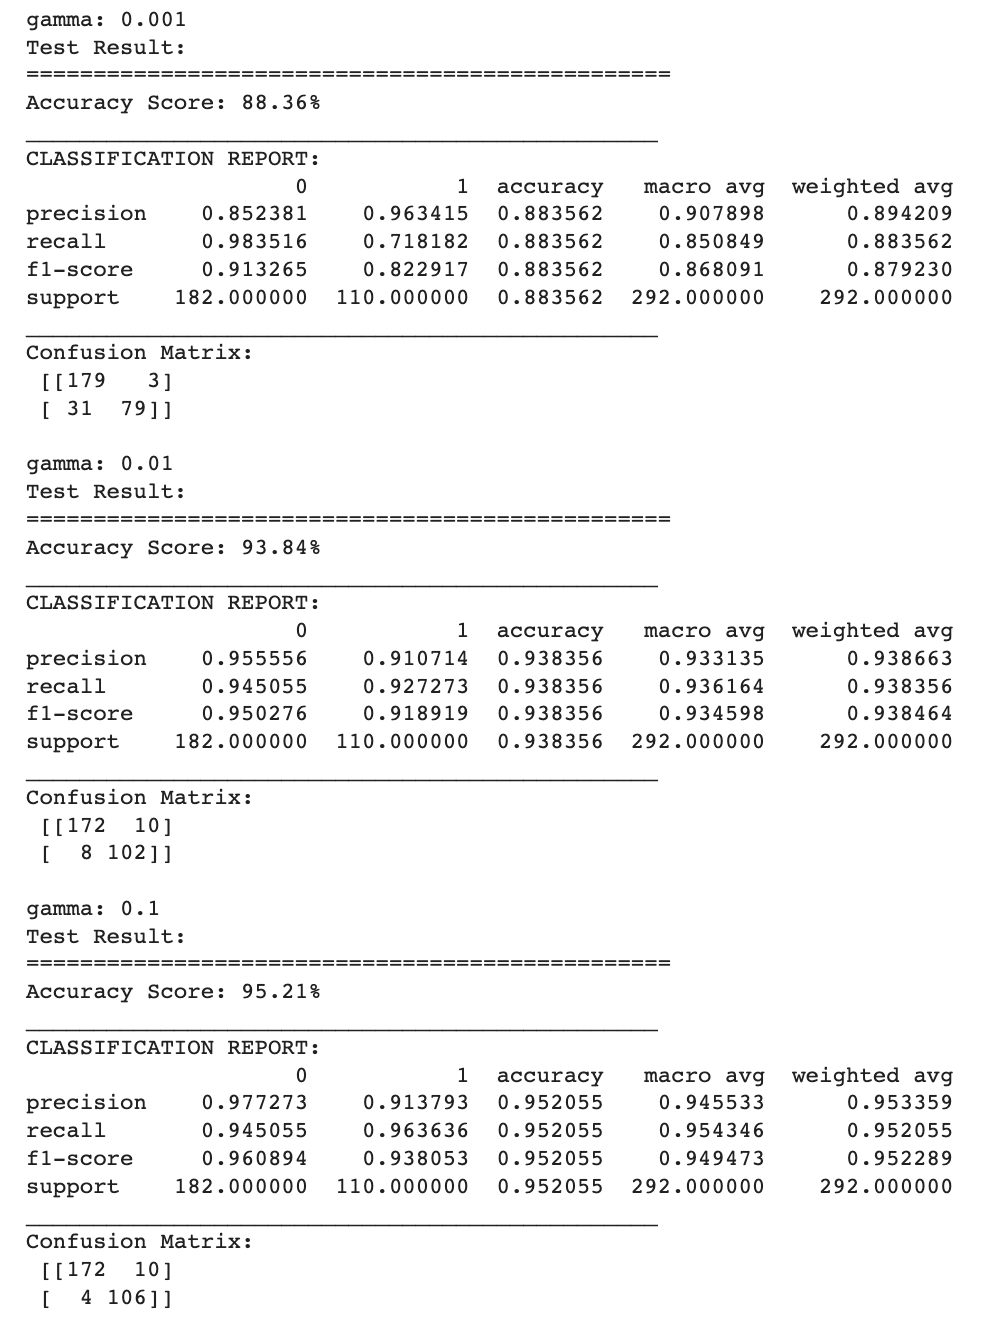 gamma: 0.001
Test Result:
================================================
Accuracy Score: 88.36%
_______________________________________________
CLASSIFICATION REPORT:
                    0           1  accuracy   macro avg  weighted avg
precision    0.852381    0.963415  0.883562    0.907898      0.894209
recall       0.983516    0.718182  0.883562    0.850849      0.883562
f1-score     0.913265    0.822917  0.883562    0.868091      0.879230
support    182.000000  110.000000  0.883562  292.000000    292.000000
_______________________________________________
Confusion Matrix:
 [[179   3]
 [ 31  79]]

gamma: 0.01
Test Result:
================================================
Accuracy Score: 93.84%
_______________________________________________
CLASSIFICATION REPORT:
                    0           1  accuracy   macro avg  weighted avg
precision    0.955556    0.910714  0.938356    0.933135      0.938663
recall       0.945055    0.927273  0.938356    0.936164      0.938356
f1-score     0.950276    0.918919  0.938356    0.934598      0.938464
support    182.000000  110.000000  0.938356  292.000000    292.000000
_______________________________________________
Confusion Matrix:
 [[172  10]
 [  8 102]]

gamma: 0.1
Test Result:
================================================
Accuracy Score: 95.21%
_______________________________________________
CLASSIFICATION REPORT:
                    0           1  accuracy   macro avg  weighted avg
precision    0.977273    0.913793  0.952055    0.945533      0.953359
recall       0.945055    0.963636  0.952055    0.954346      0.952055
f1-score     0.960894    0.938053  0.952055    0.949473      0.952289
support    182.000000  110.000000  0.952055  292.000000    292.000000
_______________________________________________
Confusion Matrix:
 [[172  10]
 [  4 106]]